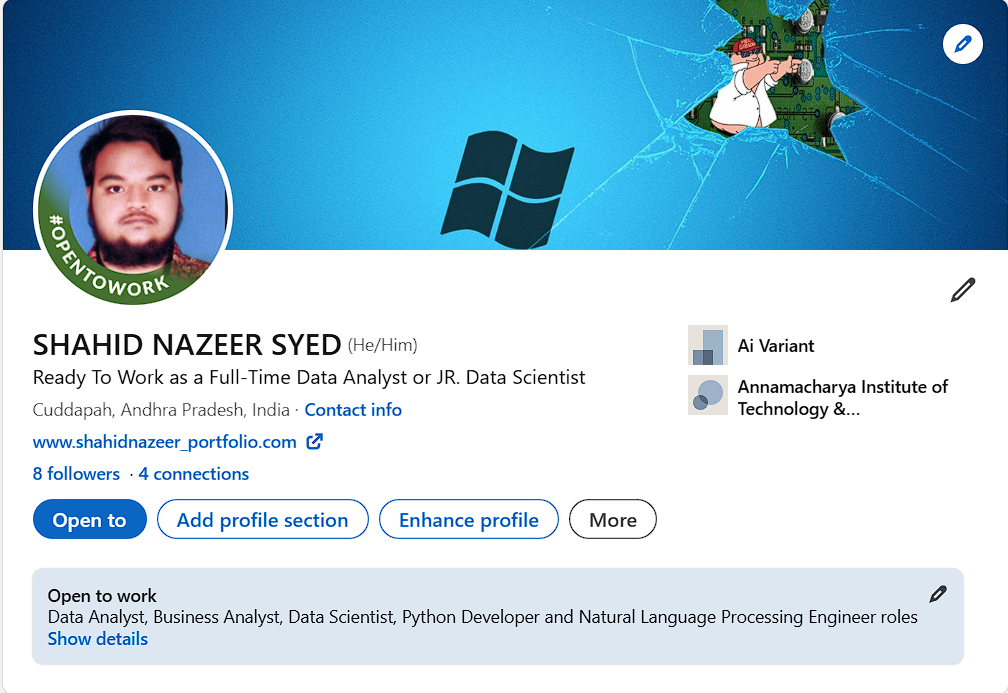 #OPENTOWORK
SHAHID NAZEER SYED (He/Him)
Ready To Work as a Full-Time Data Analyst or JR. Data Scientist
Cuddapah, Andhra Pradesh, India · Contact info
www.shahidnazeer_portfolio.com
8 followers · 4 connections
Ai Variant
Annamacharya Institute of
Technology &...
Open to
Add profile section
Enhance profile
More
Open to work
Data Analyst, Business Analyst, Data Scientist, Python Developer and Natural Language Processing Engineer roles
Show details